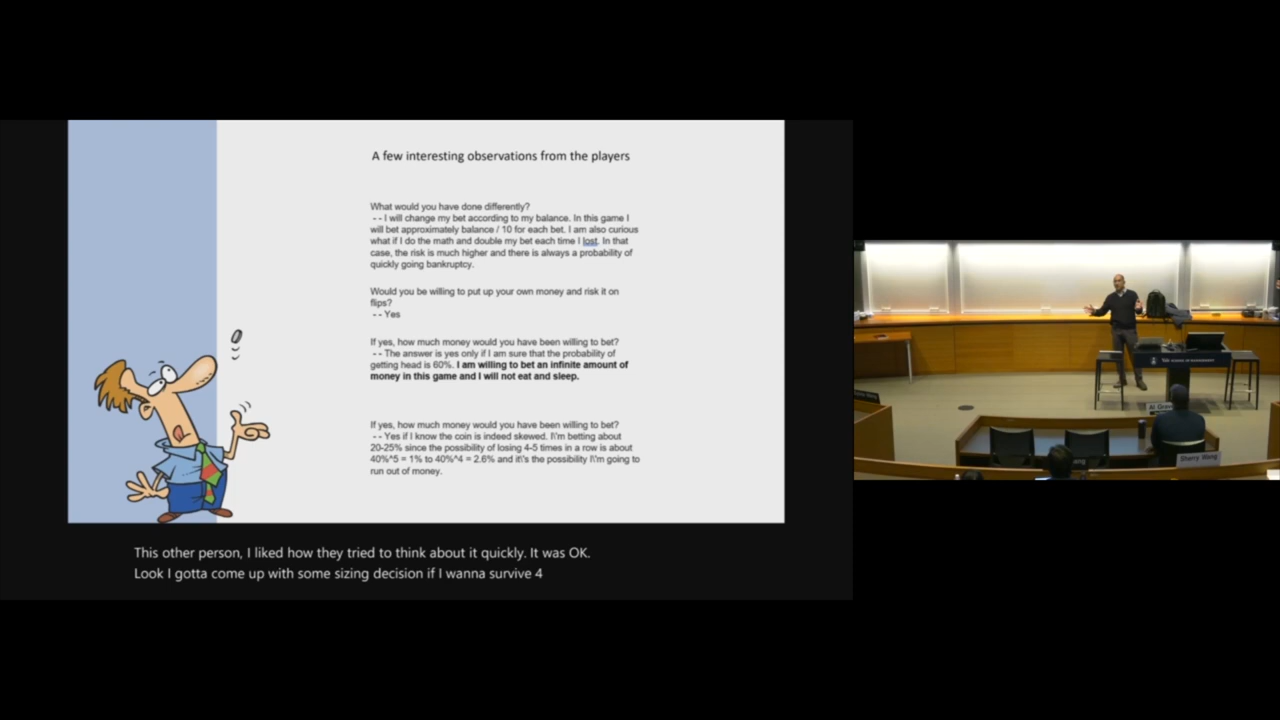 A few interesting observations from the players
What would you have done differently?
- - I will change my bet according to my balance. In this game I
will bet approximately balance / 10 for each bet. I am also curious
what if I do the math and double my bet each time I lost. In that
case, the risk is much higher and there is always a probability of
quickly going bankruptcy.
Would you be willing to put up your own money and risk it on
flips?
- - Yes
If yes, how much money would you have been willing to bet?
- - The answer is yes only if I am sure that the probability of
getting head is 60%. I am willing to bet an infinite amount of
money in this game and I will not eat and sleep.
If yes, how much money would you have been willing to bet?
- - Yes if I know the coin is indeed skewed. I\'m betting about
20-25% since the possibility of losing 4-5 times in a row is about
40%^5 = 1% to 40%^4 = 2.6% and it\'s the possibility I\'m going to
run out of money.
This other person, I liked how they tried to think about it quickly. It was OK.
Look I gotta come up with some sizing decision if I wanna survive 4
Sherry Wang